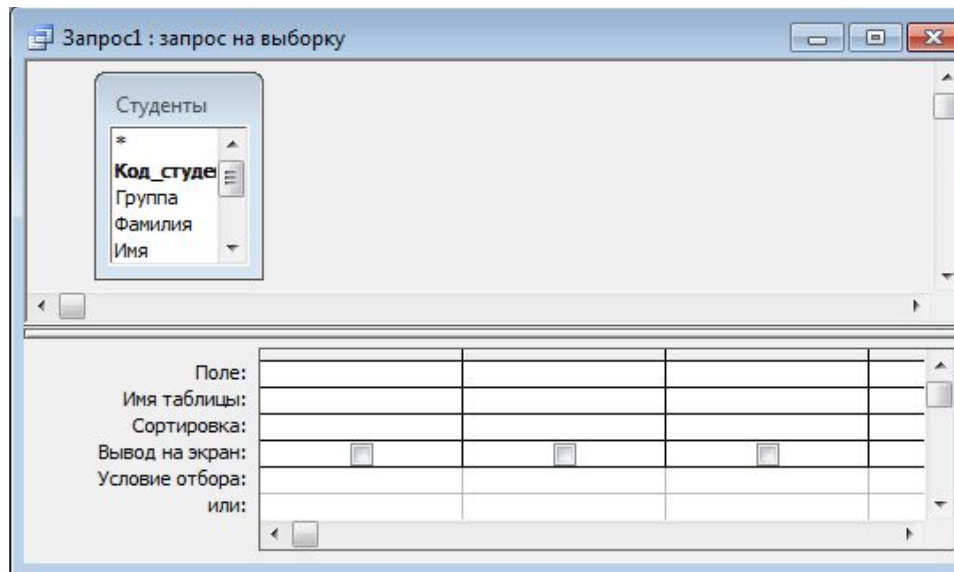 Запрос1 : запрос на выборку
Студенты
*
Код_студе
Группа
Фамилия
Имя
Поле:
Имя таблицы:
Сортировка:
Вывод на экран:
Условие отбора:
или: